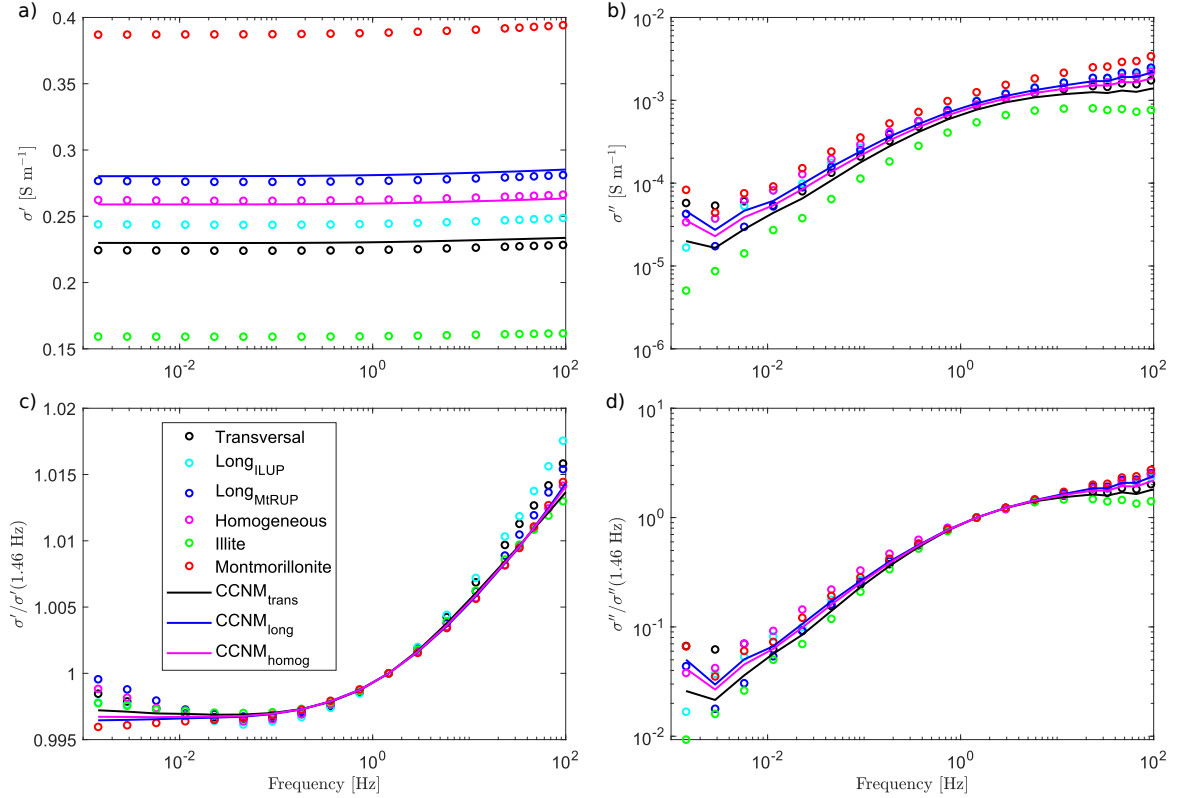 a)
0.4
0.35
0.3
0.25
0.2
0.15
σ′ [S m⁻¹]
10⁻²
10⁰
10²
b)
10⁻²
10⁻³
10⁻⁴
10⁻⁵
10⁻⁶
σ″ [S m⁻¹]
10⁻²
10⁰
10²
c)
1.02
1.015
1.01
1.005
1
0.995
σ′/σ′(1.46 Hz)
Transversal
Long_ILUP
Long_MtRUP
Homogeneous
Illite
Montmorillonite
CCNM_trans
CCNM_long
CCNM_homog
10⁻²
10⁰
10²
Frequency [Hz]
d)
10¹
10⁰
10⁻¹
10⁻²
σ″/σ″(1.46 Hz)
10⁻²
10⁰
10²
Frequency [Hz]